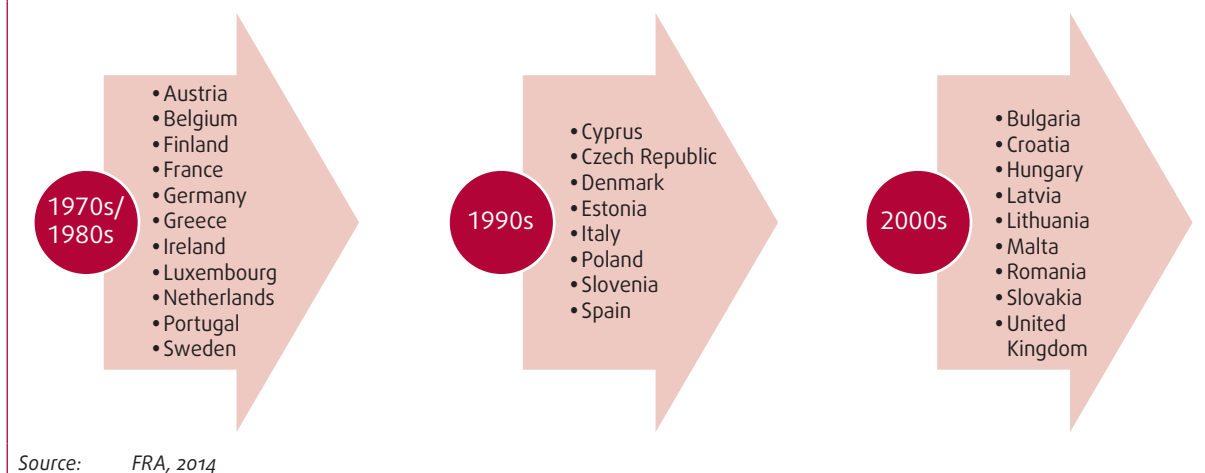 1970s/
1980s
• Austria
• Belgium
• Finland
• France
• Germany
• Greece
• Ireland
• Luxembourg
• Netherlands
• Portugal
• Sweden
1990s
• Cyprus
• Czech Republic
• Denmark
• Estonia
• Italy
• Poland
• Slovenia
• Spain
2000s
• Bulgaria
• Croatia
• Hungary
• Latvia
• Lithuania
• Malta
• Romania
• Slovakia
• United
Kingdom
Source: FRA, 2014